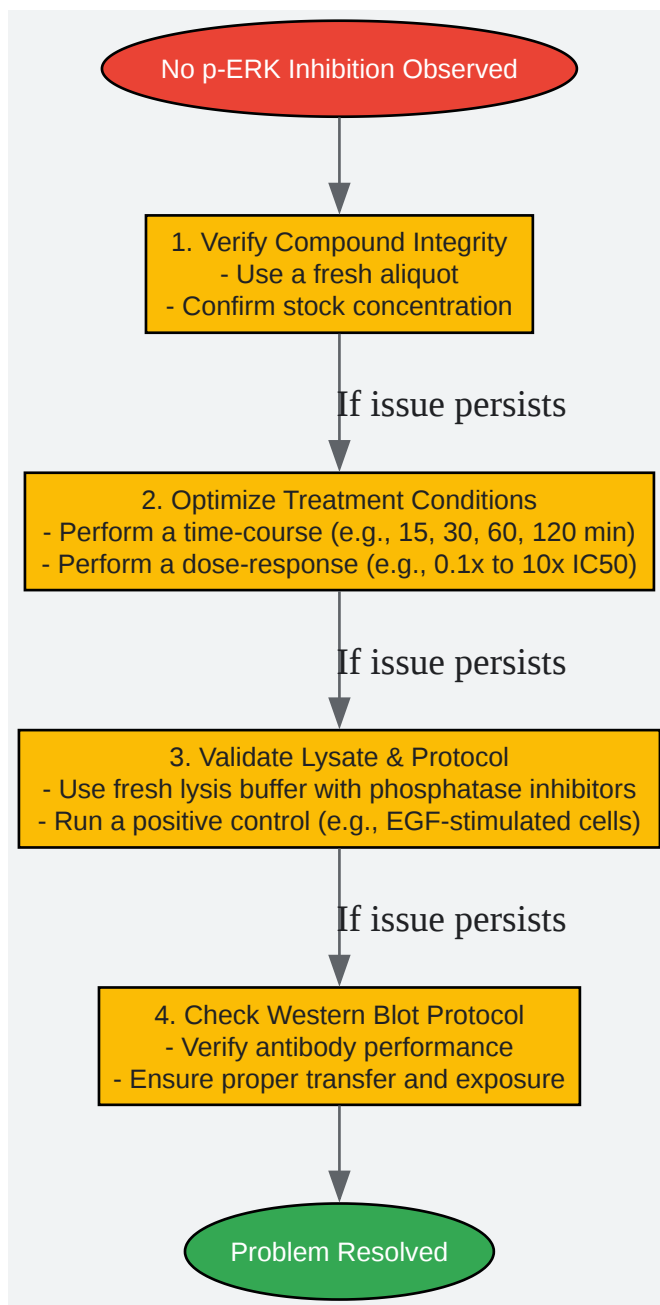 No p-ERK Inhibition Observed
1. Verify Compound Integrity
- Use a fresh aliquot
- Confirm stock concentration
If issue persists
2. Optimize Treatment Conditions
- Perform a time-course (e.g., 15, 30, 60, 120 min)
- Perform a dose-response (e.g., 0.1x to 10x IC50)
If issue persists
3. Validate Lysate & Protocol
- Use fresh lysis buffer with phosphatase inhibitors
- Run a positive control (e.g., EGF-stimulated cells)
If issue persists
4. Check Western Blot Protocol
- Verify antibody performance
- Ensure proper transfer and exposure
Problem Resolved